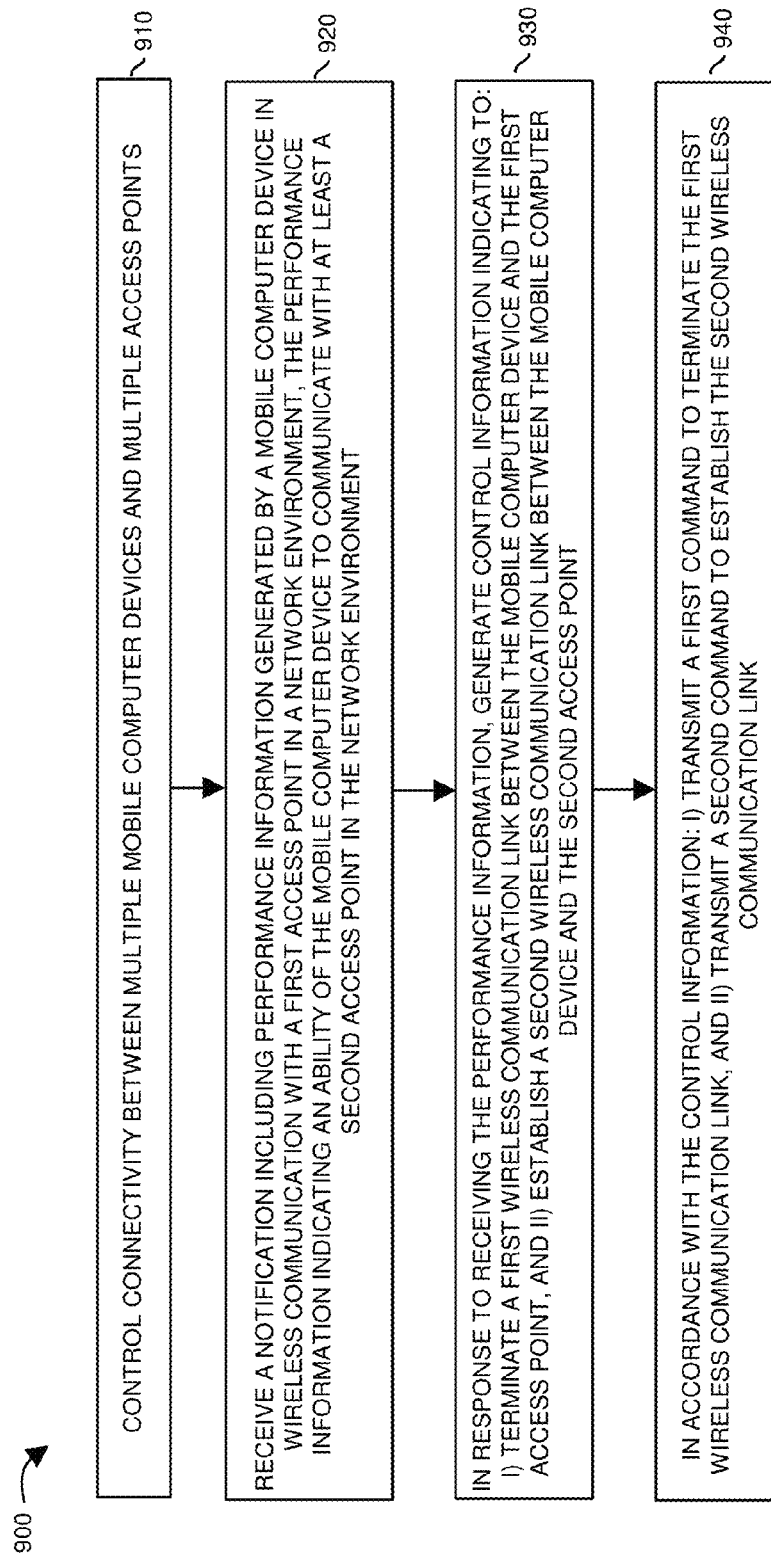 900
CONTROL CONNECTIVITY BETWEEN MULTIPLE MOBILE COMPUTER DEVICES AND MULTIPLE ACCESS POINTS
910
RECEIVE A NOTIFICATION INCLUDING PERFORMANCE INFORMATION GENERATED BY A MOBILE COMPUTER DEVICE IN
WIRELESS COMMUNICATION WITH A FIRST ACCESS POINT IN A NETWORK ENVIRONMENT, THE PERFORMANCE
INFORMATION INDICATING AN ABILITY OF THE MOBILE COMPUTER DEVICE TO COMMUNICATE WITH AT LEAST A
SECOND ACCESS POINT IN THE NETWORK ENVIRONMENT
920
IN RESPONSE TO RECEIVING THE PERFORMANCE INFORMATION, GENERATE CONTROL INFORMATION INDICATING TO:
I) TERMINATE A FIRST WIRELESS COMMUNICATION LINK BETWEEN THE MOBILE COMPUTER DEVICE AND THE FIRST
ACCESS POINT, AND II) ESTABLISH A SECOND WIRELESS COMMUNICATION LINK BETWEEN THE MOBILE COMPUTER
DEVICE AND THE SECOND ACCESS POINT
930
IN ACCORDANCE WITH THE CONTROL INFORMATION: I) TRANSMIT A FIRST COMMAND TO TERMINATE THE FIRST
WIRELESS COMMUNICATION LINK, AND II) TRANSMIT A SECOND COMMAND TO ESTABLISH THE SECOND WIRELESS
COMMUNICATION LINK
940